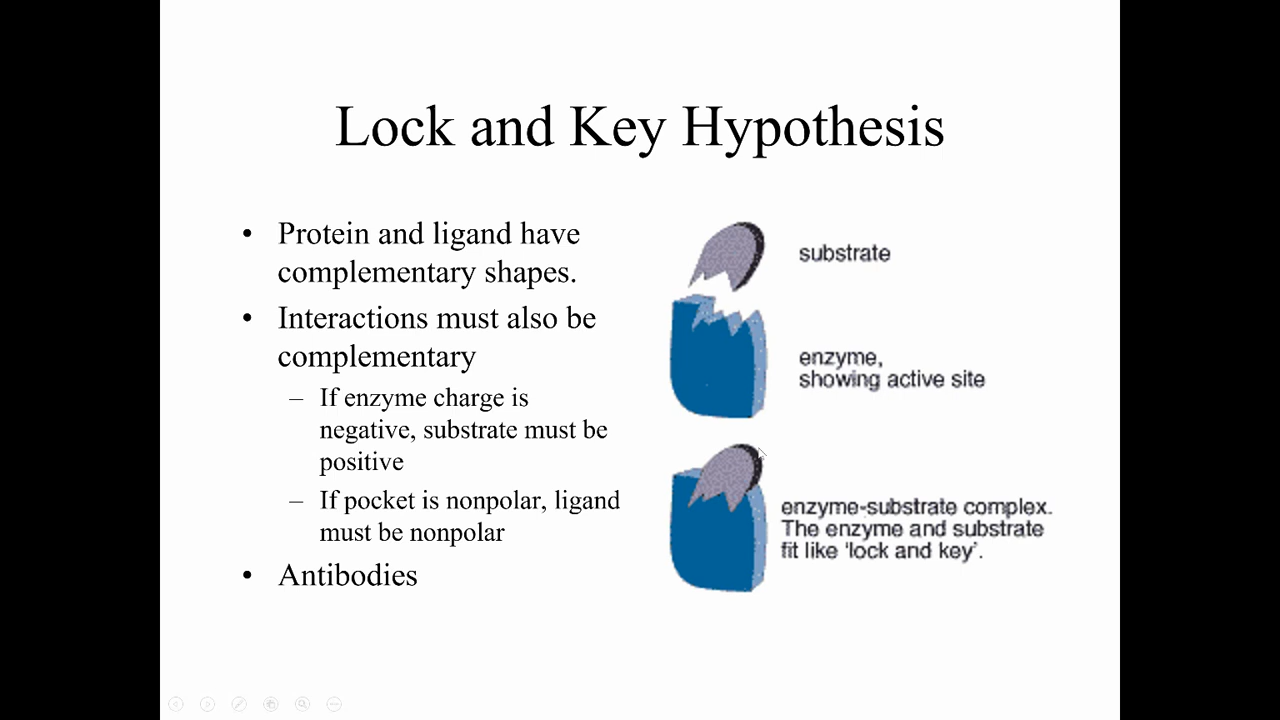 Lock and Key Hypothesis
• Protein and ligand have
complementary shapes.
• Interactions must also be
complementary
– If enzyme charge is
negative, substrate must be
positive
– If pocket is nonpolar, ligand
must be nonpolar
• Antibodies
substrate
enzyme,
showing active site
enzyme-substrate complex.
The enzyme and substrate
fit like ‘lock and key’.